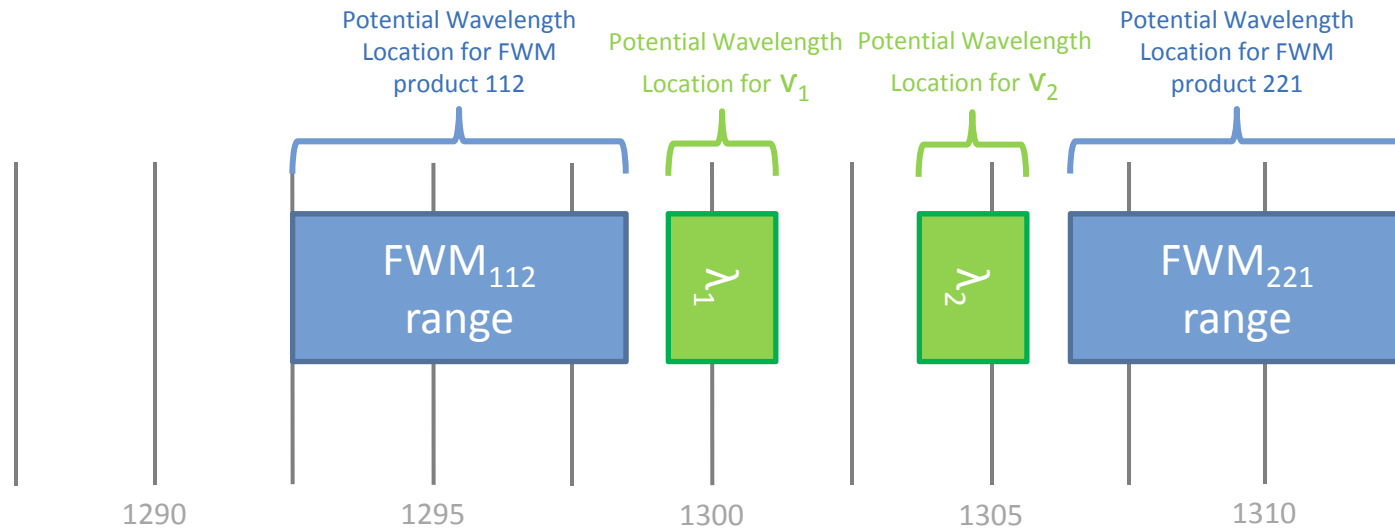 Potential Wavelength
Location for FWM
product 112
Potential Wavelength
Location for V₁
Potential Wavelength
Location for V₂
Potential Wavelength
Location for FWM
product 221
FWM₁₁₂
range
λ₁
λ₂
FWM₂₂₁
range
1290
1295
1300
1305
1310